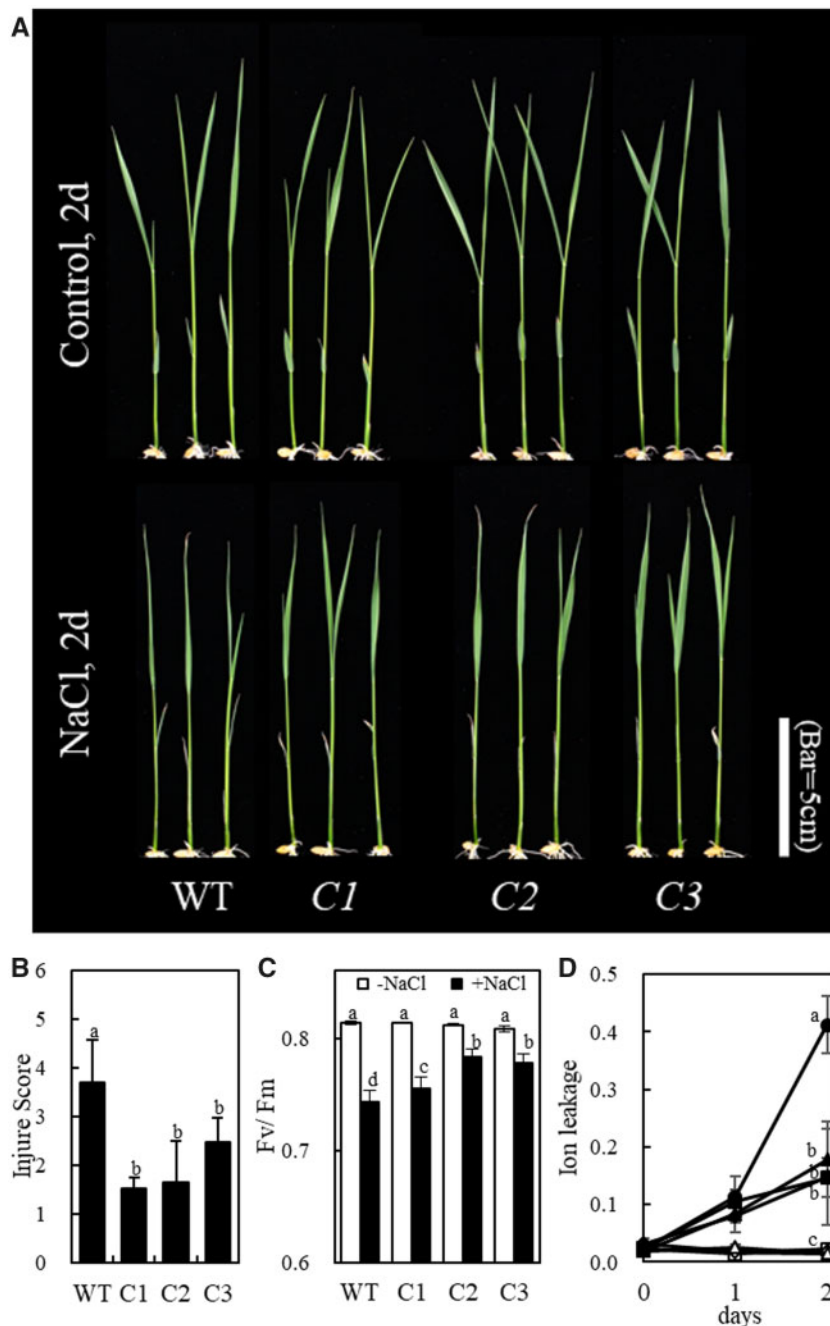 A
Control, 2d
NaCl, 2d
(Bar=5cm)
WT C1 C2 C3
B
Injure Score
6
5
4
3
2
1
0
a
b
b
b
WT C1 C2 C3
C
Fv/ Fm
-NaCl +NaCl
0.8
0.7
0.6
a a a a
d c b b
WT C1 C2 C3
D
Ion leakage
0.5
0.4
0.3
0.2
0.1
0.0
a
b
b
b
c
0 1 2
days